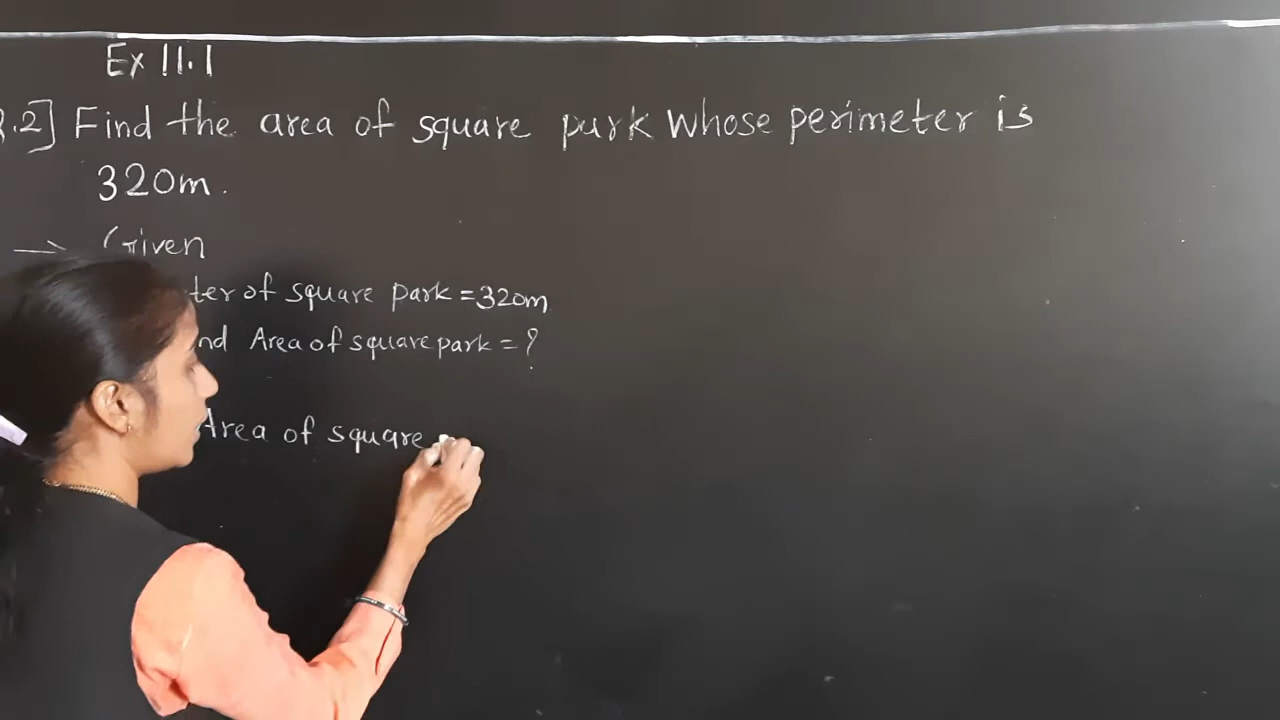 Ex 11.1
.2] Find the area of square park whose perimeter is
320m.
→ Given
ter of square park = 320m
nd Area of square park = ?
Area of square